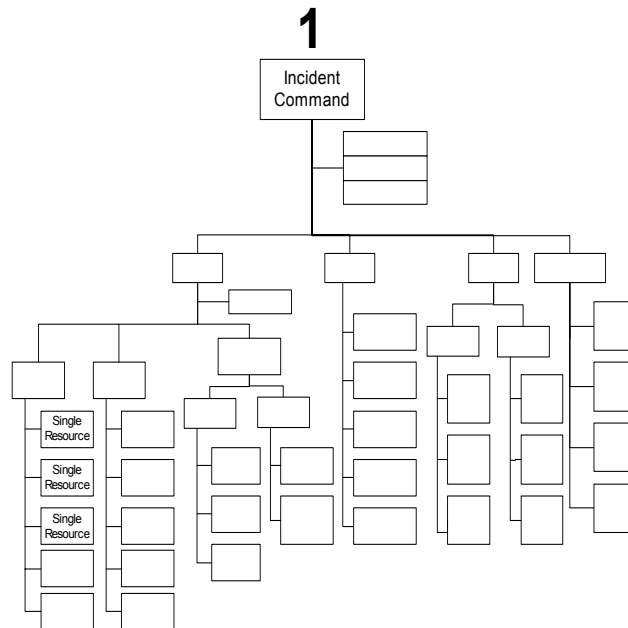 1
Incident
Command
Single
Resource
Single
Resource
Single
Resource